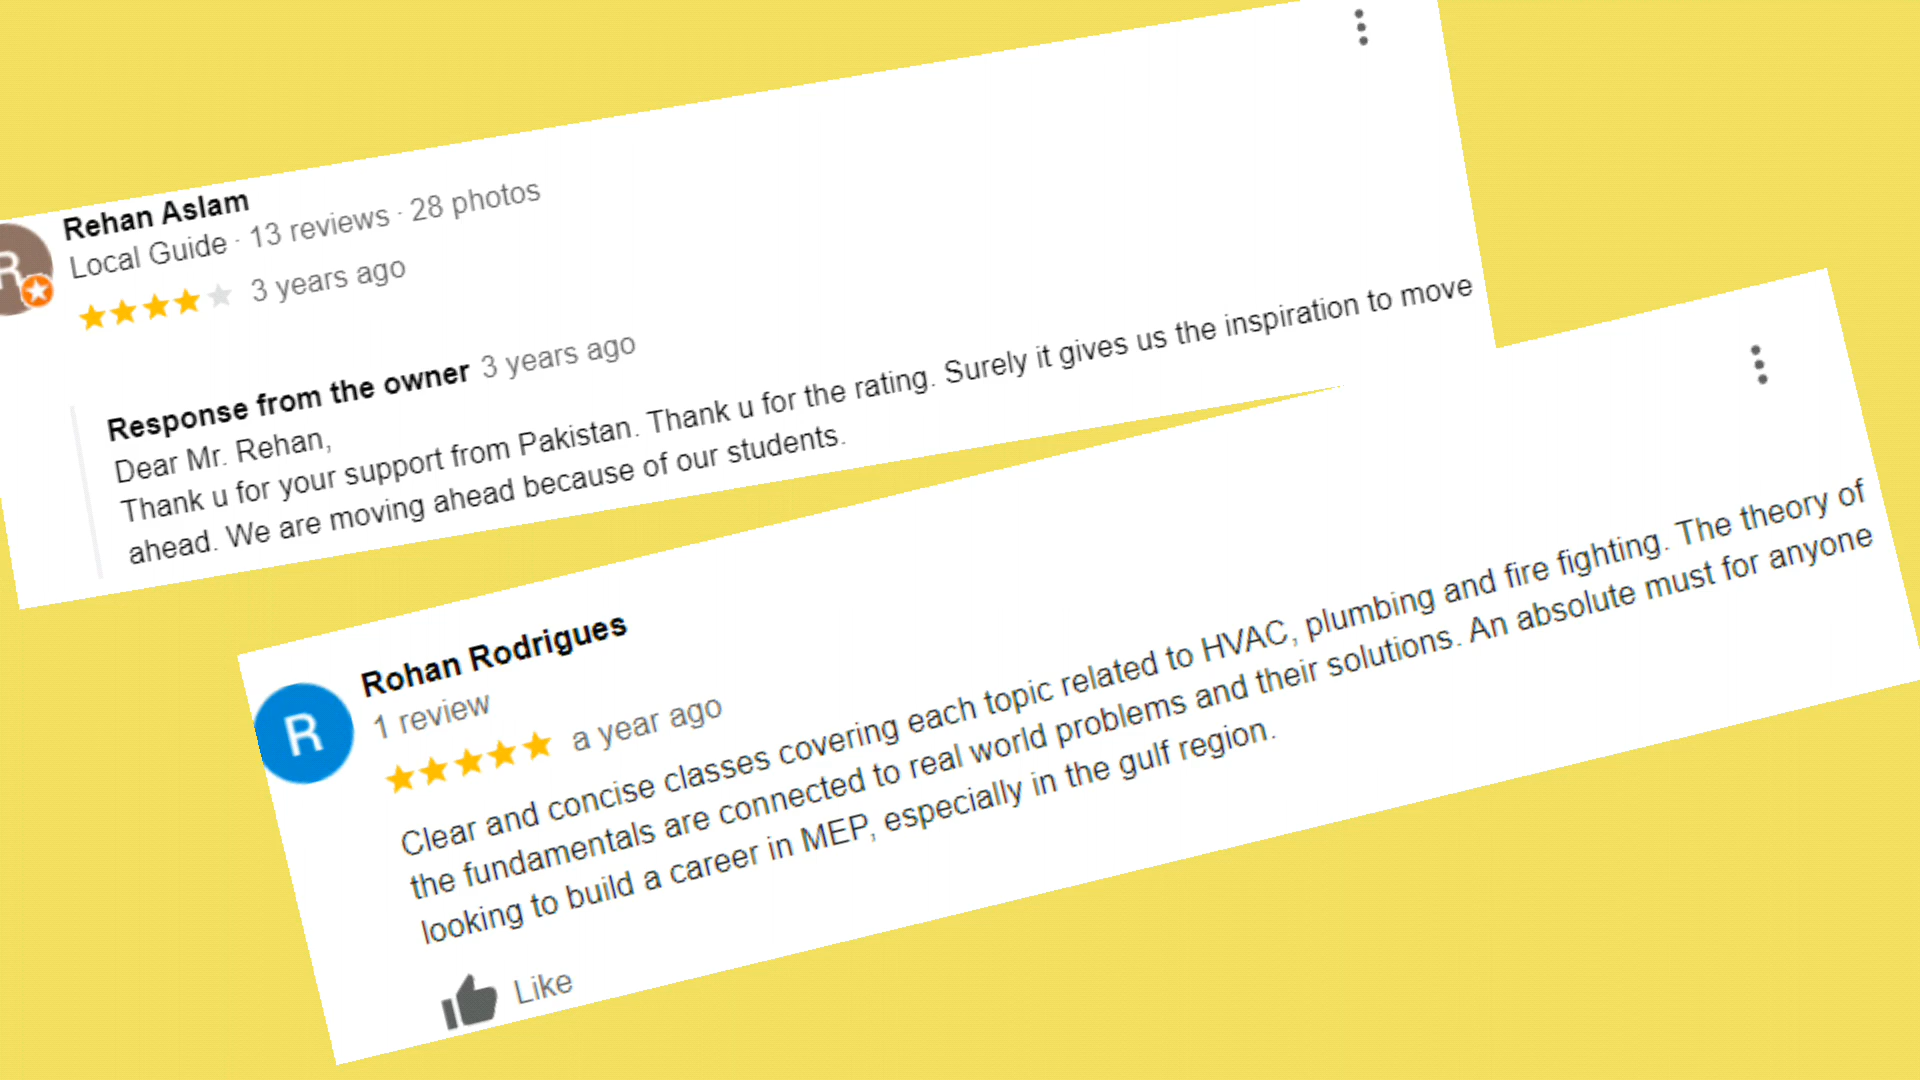 Rehan Aslam
Local Guide · 13 reviews · 28 photos
3 years ago
Response from the owner 3 years ago
Dear Mr. Rehan,
Thank u for your support from Pakistan. Thank u for the rating. Surely it gives us the inspiration to move
ahead. We are moving ahead because of our students.
R
Rohan Rodrigues
1 review
a year ago
Clear and concise classes covering each topic related to HVAC, plumbing and fire fighting. The theory of
the fundamentals are connected to real world problems and their solutions. An absolute must for anyone
looking to build a career in MEP, especially in the gulf region.
Like